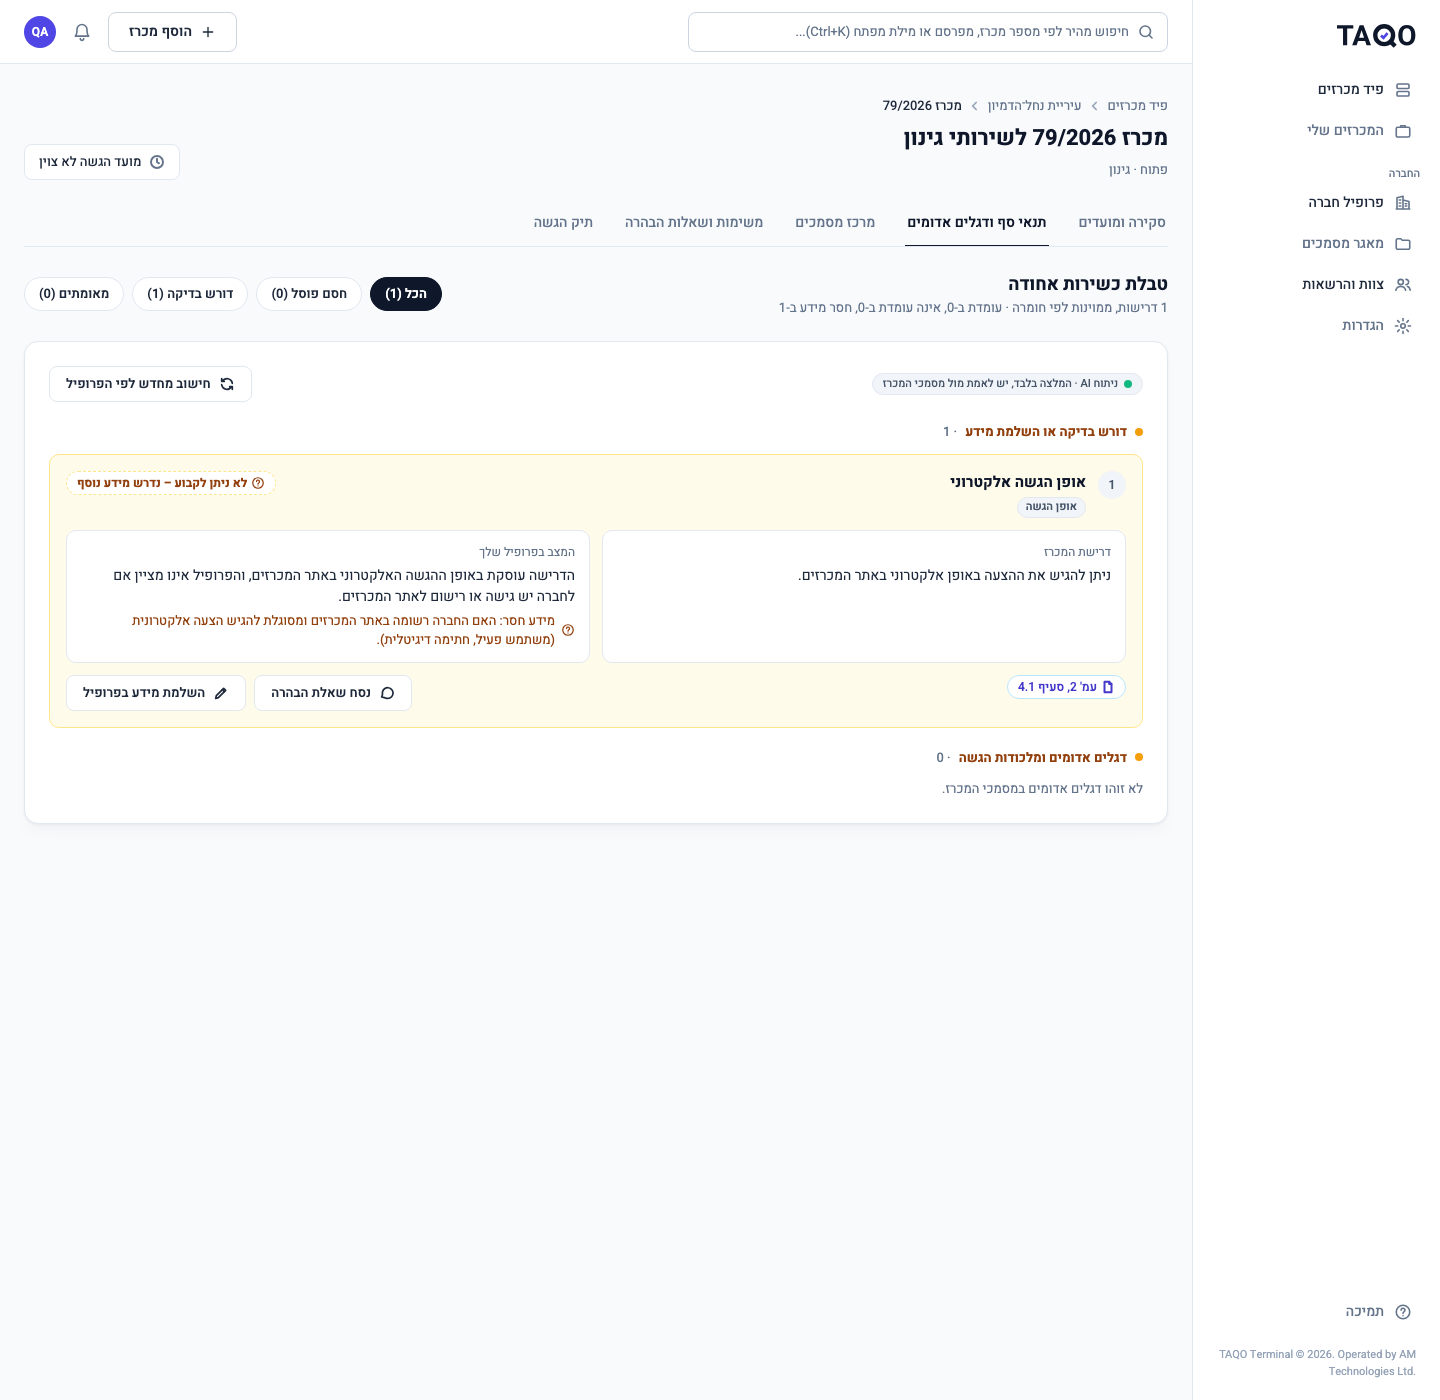 TAQO
פיד מכרזים
המכרזים שלי
החברה
פרופיל חברה
מאגר מסמכים
צוות והרשאות
הגדרות
תמיכה
TAQO Terminal © 2026. Operated by AM
Technologies Ltd.
חיפוש מהיר לפי מספר מכרז, מפרסם או מילת מפתח (Ctrl+K)...
הוסף מכרז
QA
פיד מכרזים
עיריית נחל־הדמיון
מכרז 79/2026
מכרז 79/2026 לשירותי גינון
פתוח · גינון
מועד הגשה לא צוין
סקירה ומועדים
תנאי סף ודגלים אדומים
מרכז מסמכים
משימות ושאלות הבהרה
תיק הגשה
טבלת כשירות אחודה
1 דרישות, ממוינות לפי חומרה · עומדת ב-0, אינה עומדת ב-0, חסר מידע ב-1
הכל (1)
חסם פוסל (0)
דורש בדיקה (1)
מאומתים (0)
ניתוח AI · המלצה בלבד, יש לאמת מול מסמכי המכרז
חישוב מחדש לפי הפרופיל
דורש בדיקה או השלמת מידע · 1
1
אופן הגשה אלקטרוני
אופן הגשה
לא ניתן לקבוע – נדרש מידע נוסף
דרישת המכרז
ניתן להגיש את ההצעה באופן אלקטרוני באתר המכרזים.
המצב בפרופיל שלך
הדרישה עוסקת באופן ההגשה האלקטרוני באתר המכרזים, והפרופיל אינו מציין אם
לחברה יש גישה או רישום לאתר המכרזים.
מידע חסר: האם החברה רשומה באתר המכרזים ומסוגלת להגיש הצעה אלקטרונית
(משתמש פעיל, חתימה דיגיטלית).
עמ' 2, סעיף 4.1
נסח שאלת הבהרה
השלמת מידע בפרופיל
דגלים אדומים ומלכודות הגשה · 0
לא זוהו דגלים אדומים במסמכי המכרז.